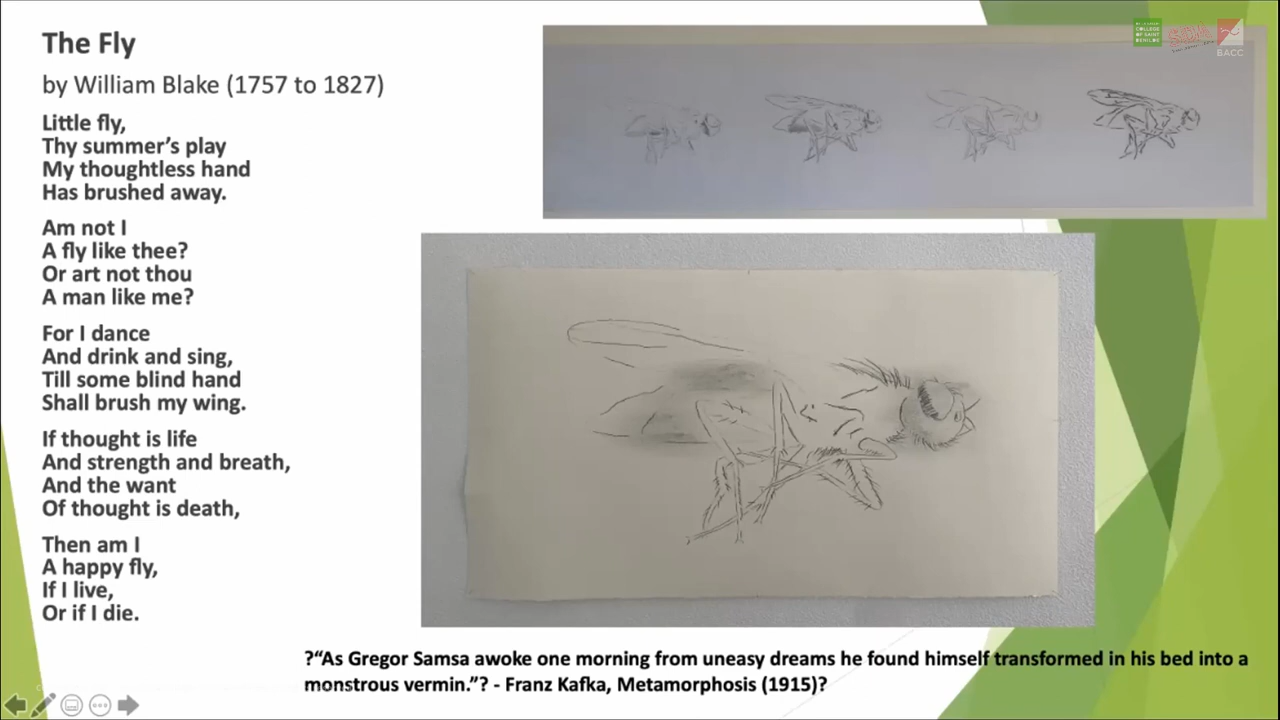 The Fly
by William Blake (1757 to 1827)
Little fly,
Thy summer’s play
My thoughtless hand
Has brushed away.
Am not I
A fly like thee?
Or art not thou
A man like me?
For I dance
And drink and sing,
Till some blind hand
Shall brush my wing.
If thought is life
And strength and breath,
And the want
Of thought is death,
Then am I
A happy fly,
If I live,
Or if I die.
?“As Gregor Samsa awoke one morning from uneasy dreams he found himself transformed in his bed into a
monstrous vermin.”? - Franz Kafka, Metamorphosis (1915)?
COLLEGE
BACC